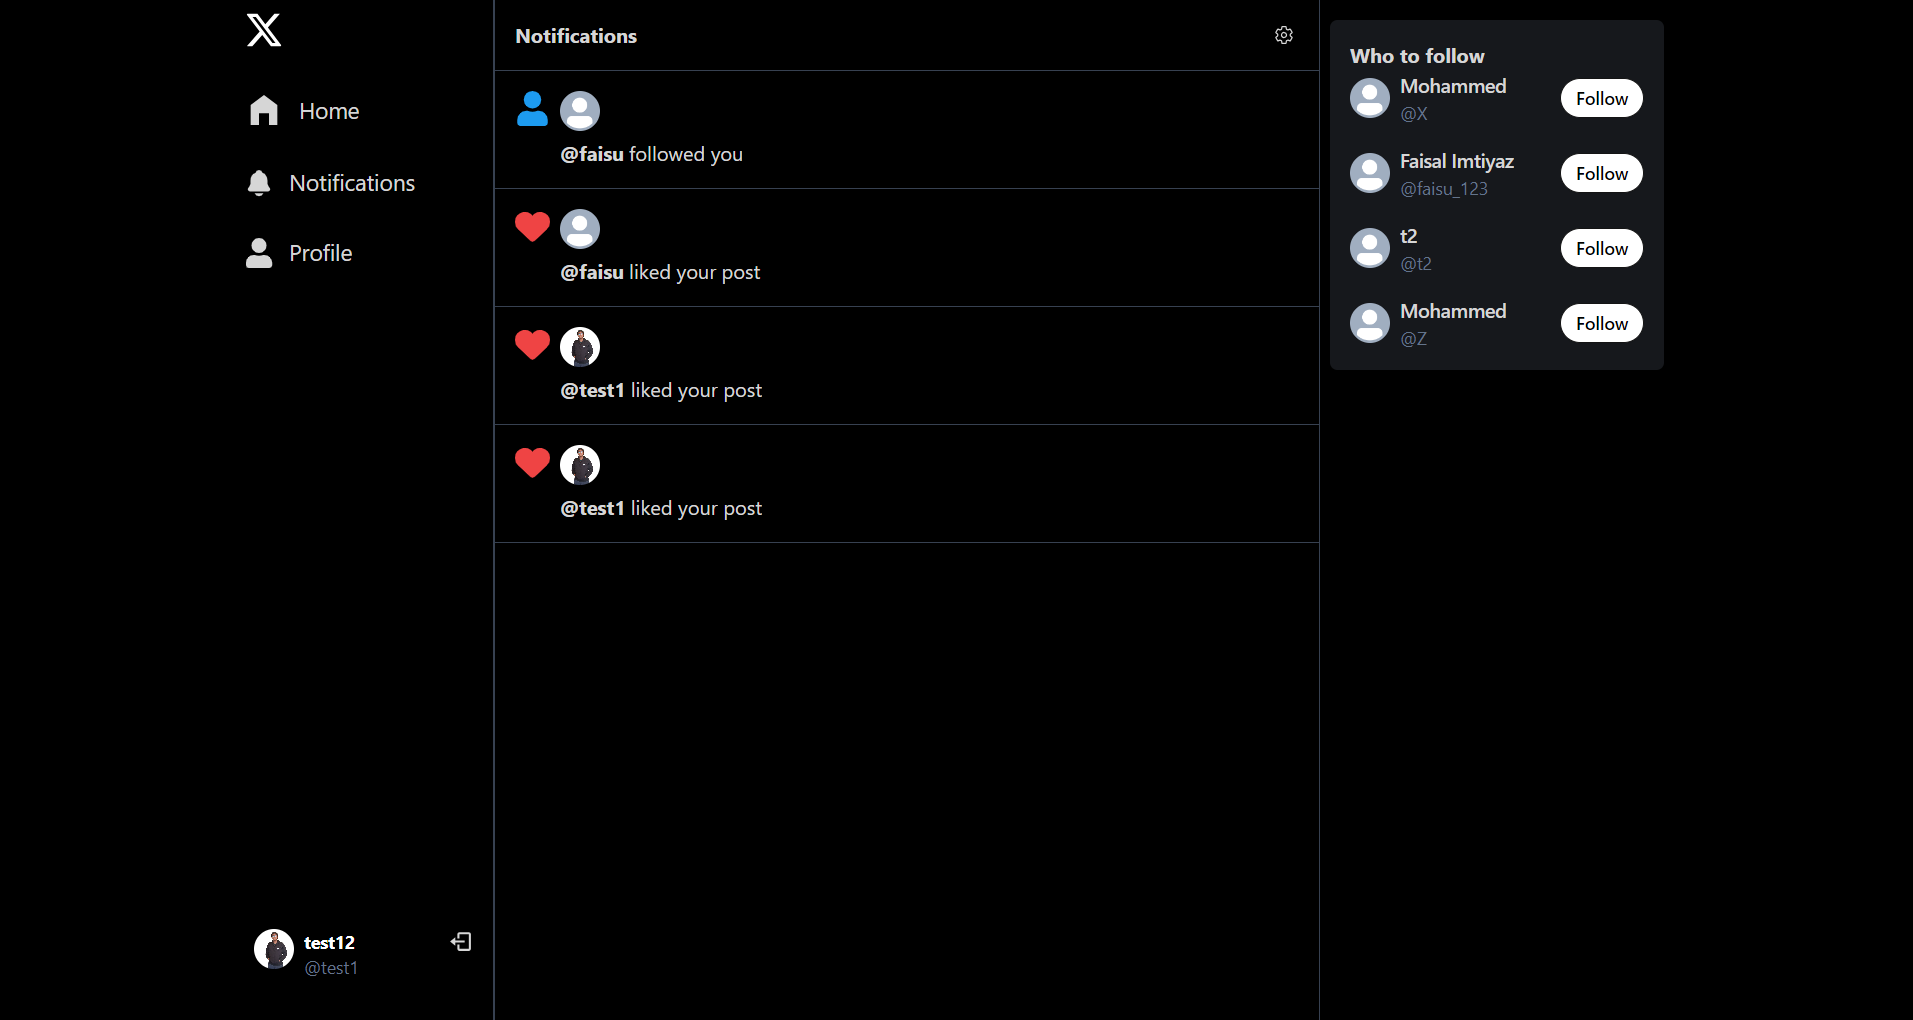 Home
Notifications
Profile
test12
@test1
Notifications
@faisu followed you
@faisu liked your post
@test1 liked your post
@test1 liked your post
Who to follow
Mohammed
@X
Follow
Faisal Imtiyaz
@faisu_123
Follow
t2
@t2
Follow
Mohammed
@Z
Follow